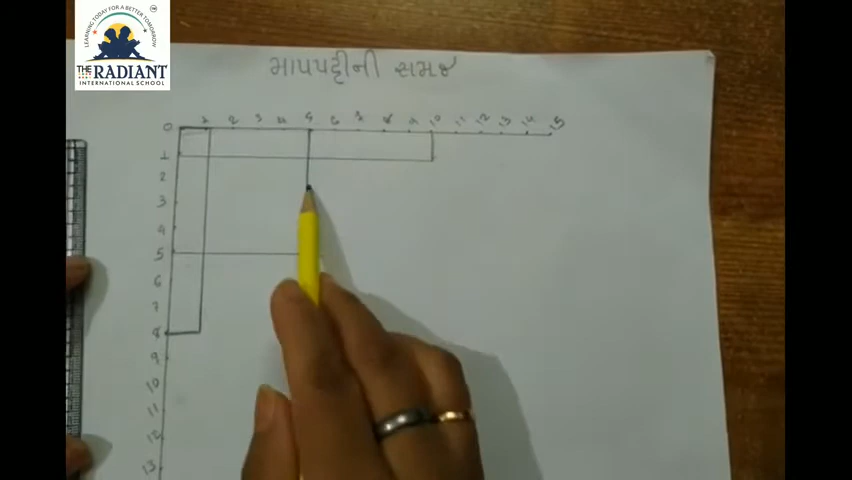 LEARNING TODAY FOR A BETTER TOMORROW
THE RADIANT
INTERNATIONAL SCHOOL
માપપટ્ટીની સમજ
0 1 2 3 4 5 6 7 8 9 10 11 12 13 14 15
1
2
3
4
5
6
7
8
9
10
11
12
13